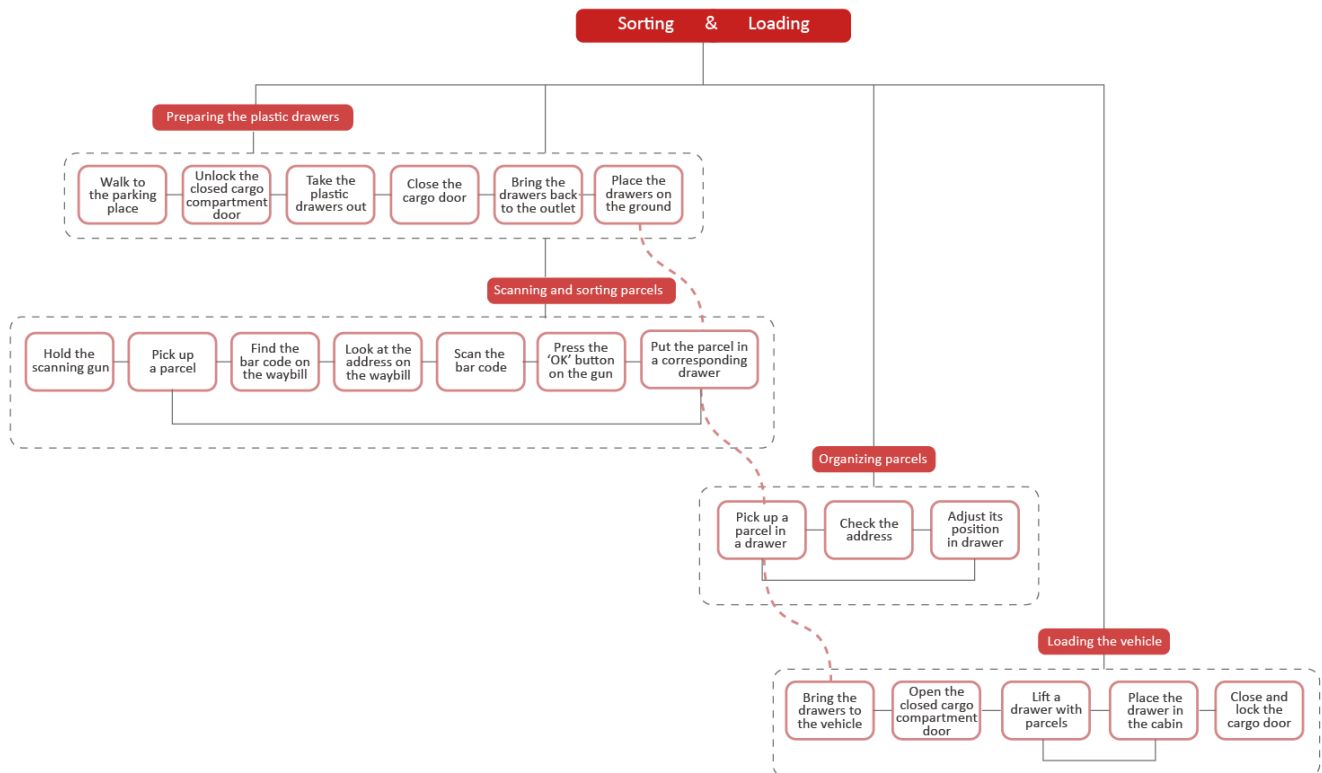 Sorting & Loading
Preparing the plastic drawers
Walk to
the parking
place
Unlock the
closed cargo
compartment
door
Take the
plastic
drawers out
Close the
cargo door
Bring the
drawers back
to the outlet
Place the
drawers on
the ground
Scanning and sorting parcels
Hold the
scanning gun
Pick up
a parcel
Find the
bar code on
the waybill
Look at the
address on
the waybill
Scan the
bar code
Press the
‘OK’ button
on the gun
Put the parcel in
a corresponding
drawer
Organizing parcels
Pick up a
parcel in
a drawer
Check the
address
Adjust its
position
in drawer
Loading the vehicle
Bring the
drawers to
the vehicle
Open the
closed cargo
compartment
door
Lift a
drawer with
parcels
Place the
drawer in
the cabin
Close and
lock the
cargo door